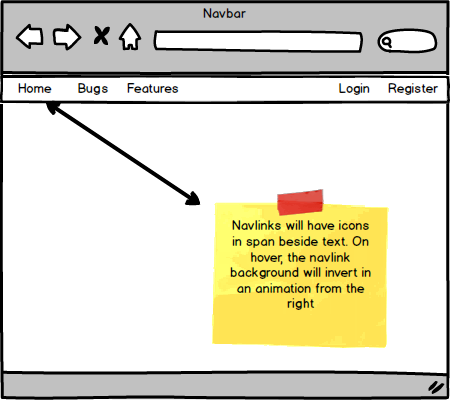 Navbar
Home Bugs Features Login Register
Navlinks will have icons
in span beside text. On
hover, the navlink
background will invert in
an animation from the
right